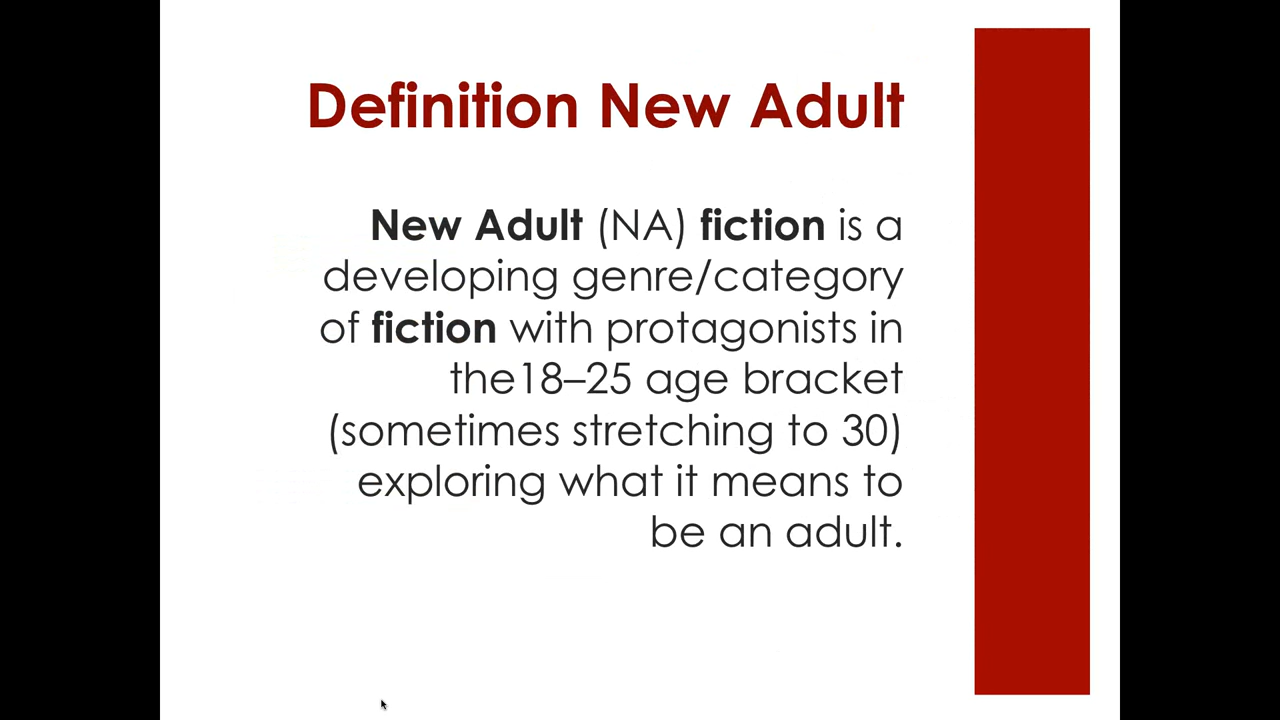 Definition New Adult
New Adult (NA) fiction is a
developing genre/category
of fiction with protagonists in
the18–25 age bracket
(sometimes stretching to 30)
exploring what it means to
be an adult.